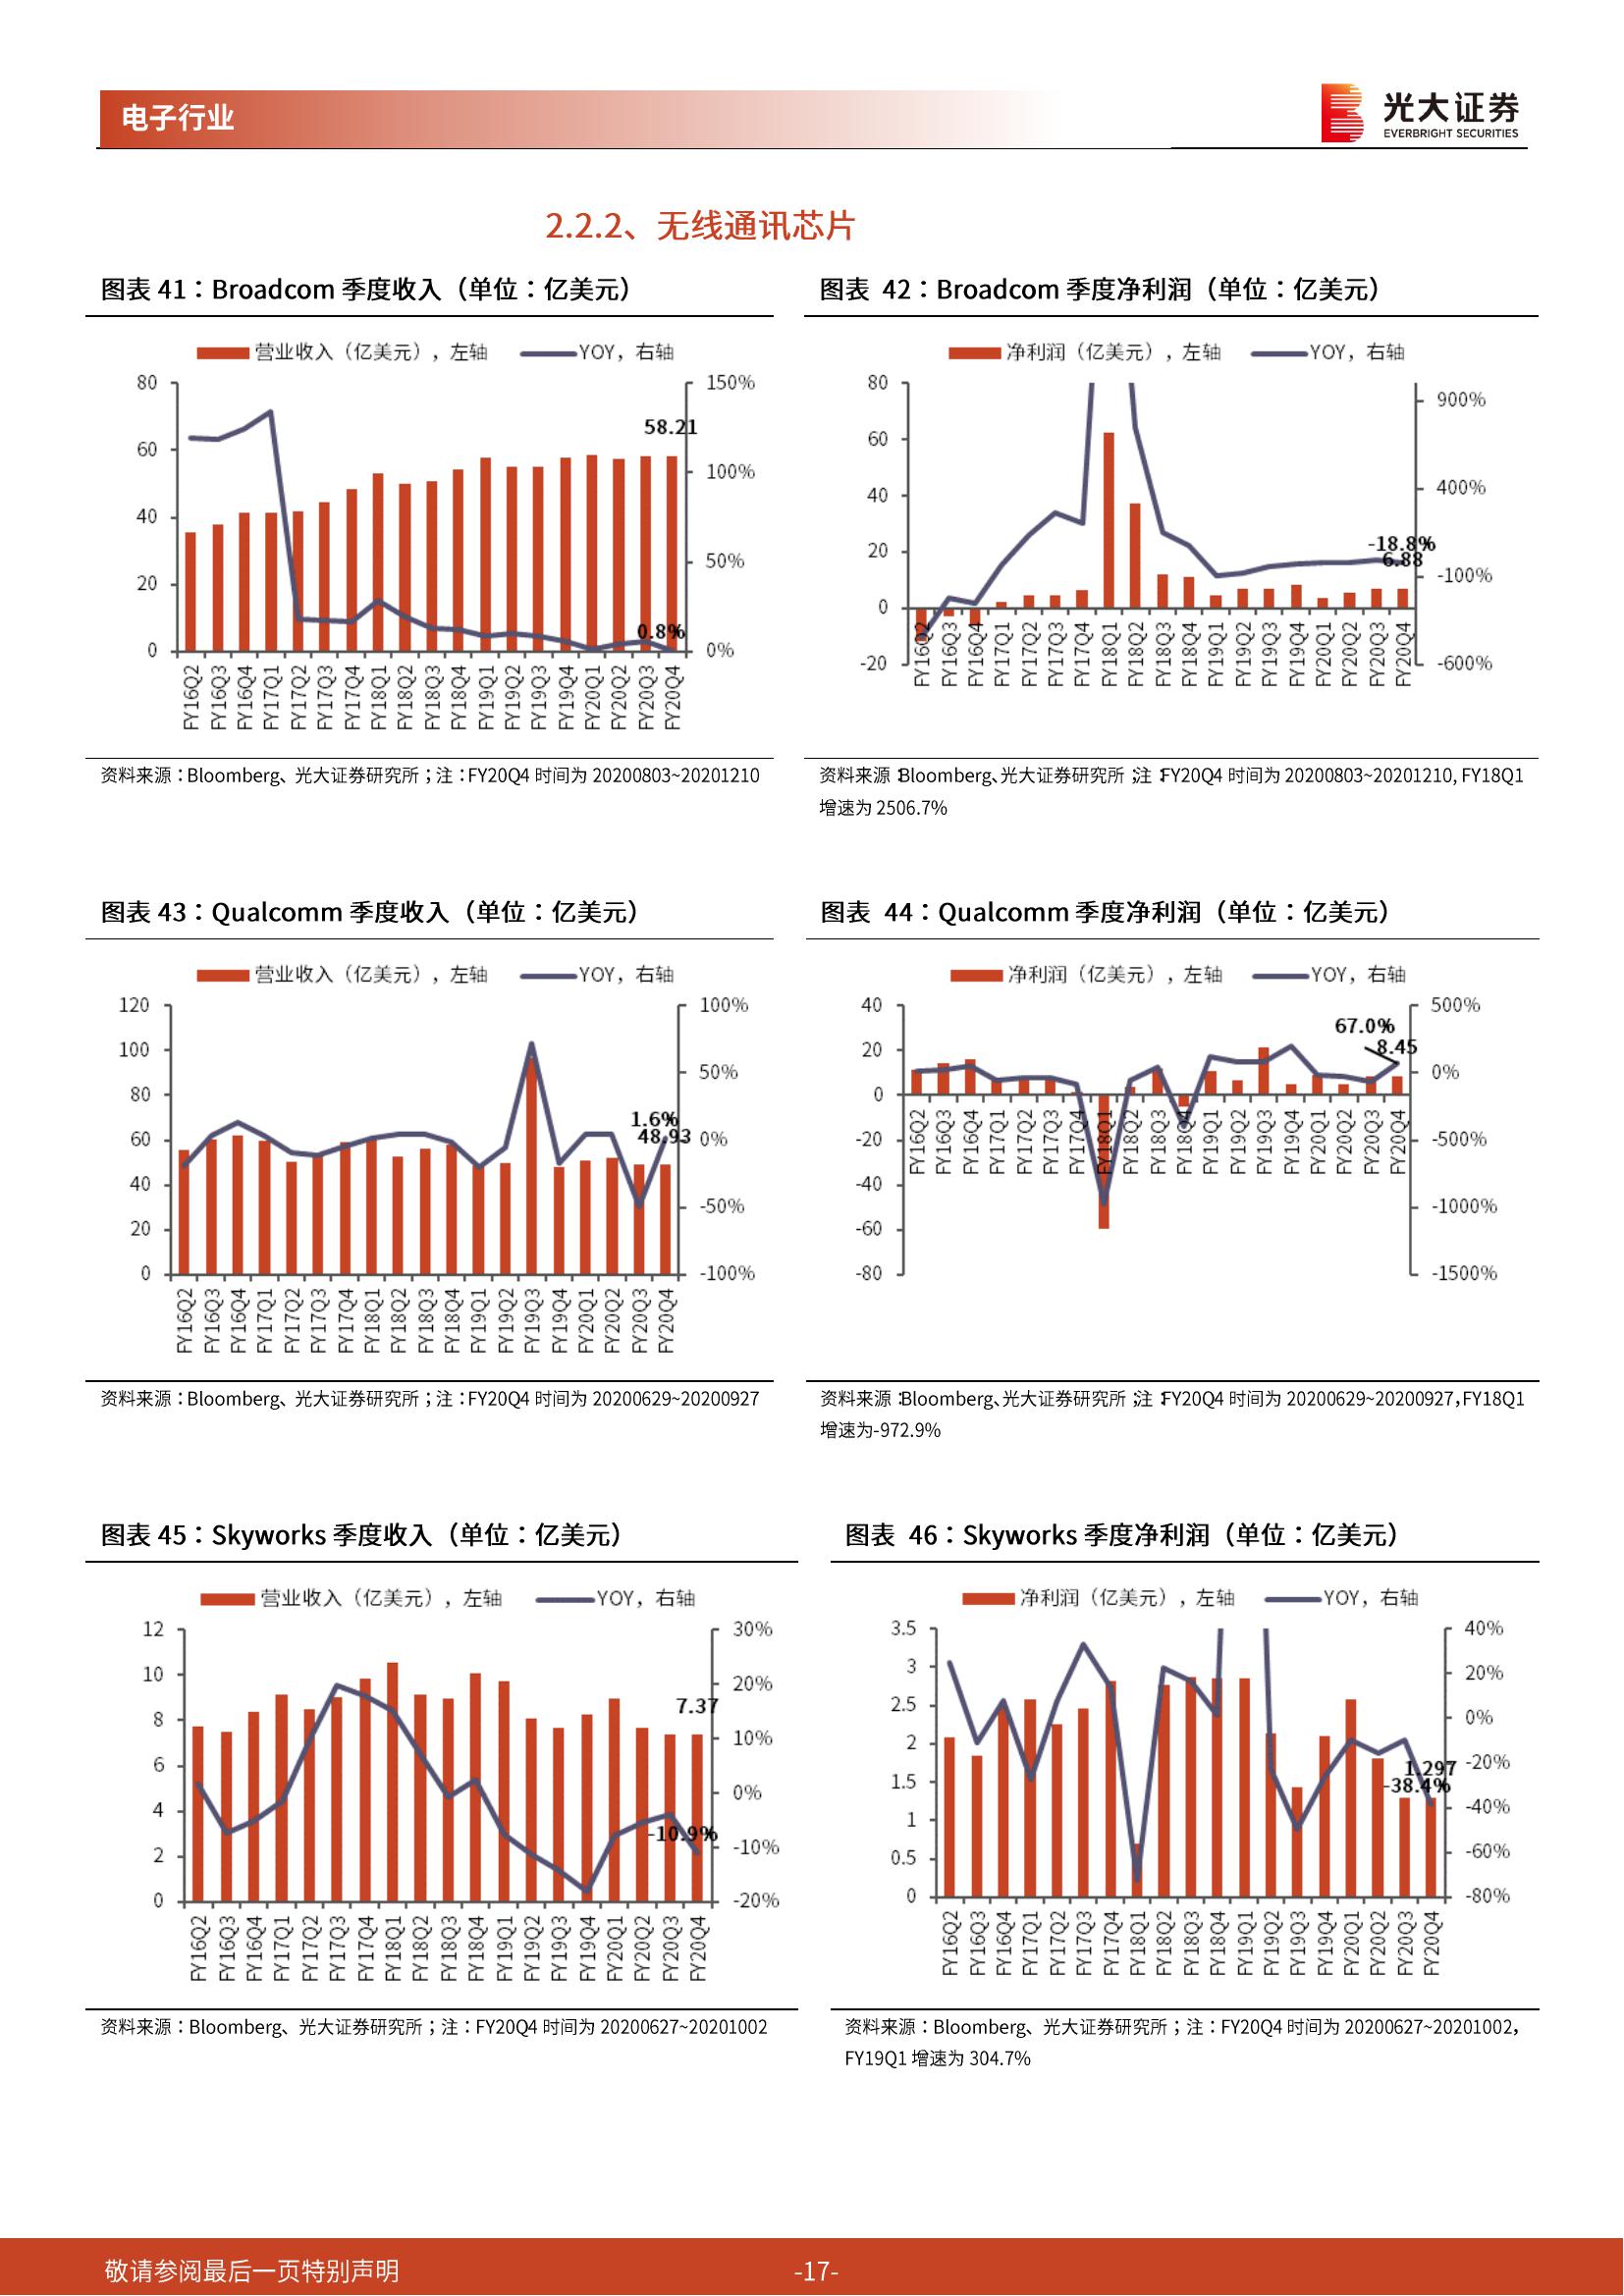 电子行业
光大证券
EVERBRIGHT SECURITIES
2.2.2、无线通讯芯片
图表 41：Broadcom 季度收入（单位：亿美元）
营业收入（亿美元），左轴 YOY，右轴
80 150%
58.21
60
100%
40
50%
20
0.8%
0 0%
FY16Q2 FY16Q3 FY16Q4 FY17Q1 FY17Q2 FY17Q3 FY17Q4 FY18Q1 FY18Q2 FY18Q3 FY18Q4 FY19Q1 FY19Q2 FY19Q3 FY19Q4 FY20Q1 FY20Q2 FY20Q3 FY20Q4
资料来源：Bloomberg、光大证券研究所；注：FY20Q4 时间为 20200803~20201210
图表 42：Broadcom 季度净利润（单位：亿美元）
净利润（亿美元），左轴 YOY，右轴
80
900%
60
400%
40
20
-18.8%
6.88
-100%
0
-20 -600%
FY16Q2 FY16Q3 FY16Q4 FY17Q1 FY17Q2 FY17Q3 FY17Q4 FY18Q1 FY18Q2 FY18Q3 FY18Q4 FY19Q1 FY19Q2 FY19Q3 FY19Q4 FY20Q1 FY20Q2 FY20Q3 FY20Q4
资料来源：Bloomberg、光大证券研究所；注：FY20Q4 时间为 20200803~20201210, FY18Q1
增速为 2506.7%
图表 43：Qualcomm 季度收入（单位：亿美元）
营业收入（亿美元），左轴 YOY，右轴
120 100%
100
50%
80
1.6%
60 48.93 0%
40
-50%
20
0 -100%
FY16Q2 FY16Q3 FY16Q4 FY17Q1 FY17Q2 FY17Q3 FY17Q4 FY18Q1 FY18Q2 FY18Q3 FY18Q4 FY19Q1 FY19Q2 FY19Q3 FY19Q4 FY20Q1 FY20Q2 FY20Q3 FY20Q4
资料来源：Bloomberg、光大证券研究所；注：FY20Q4 时间为 20200629~20200927
图表 44：Qualcomm 季度净利润（单位：亿美元）
净利润（亿美元），左轴 YOY，右轴
40 500%
67.0%
20 8.45
0%
0
-20 -500%
-40
-1000%
-60
-80 -1500%
FY16Q2 FY16Q3 FY16Q4 FY17Q1 FY17Q2 FY17Q3 FY17Q4 FY18Q1 FY18Q2 FY18Q3 FY18Q4 FY19Q1 FY19Q2 FY19Q3 FY19Q4 FY20Q1 FY20Q2 FY20Q3 FY20Q4
资料来源：Bloomberg、光大证券研究所；注：FY20Q4 时间为 20200629~20200927, FY18Q1
增速为-972.9%
图表 45：Skyworks 季度收入（单位：亿美元）
营业收入（亿美元），左轴 YOY，右轴
12 30%
10
20%
7.37
8
10%
6
0%
4
-10.9%
-10%
2
0 -20%
FY16Q2 FY16Q3 FY16Q4 FY17Q1 FY17Q2 FY17Q3 FY17Q4 FY18Q1 FY18Q2 FY18Q3 FY18Q4 FY19Q1 FY19Q2 FY19Q3 FY19Q4 FY20Q1 FY20Q2 FY20Q3 FY20Q4
资料来源：Bloomberg、光大证券研究所；注：FY20Q4 时间为 20200627~20201002
图表 46：Skyworks 季度净利润（单位：亿美元）
净利润（亿美元），左轴 YOY，右轴
3.5 40%
3
20%
2.5
0%
2
1.297 -20%
1.5 -38.4%
-40%
1
-60%
0.5
0 -80%
FY16Q2 FY16Q3 FY16Q4 FY17Q1 FY17Q2 FY17Q3 FY17Q4 FY18Q1 FY18Q2 FY18Q3 FY18Q4 FY19Q1 FY19Q2 FY19Q3 FY19Q4 FY20Q1 FY20Q2 FY20Q3 FY20Q4
资料来源：Bloomberg、光大证券研究所；注：FY20Q4 时间为 20200627~20201002，
FY19Q1 增速为 304.7%
敬请参阅最后一页特别声明
-17-